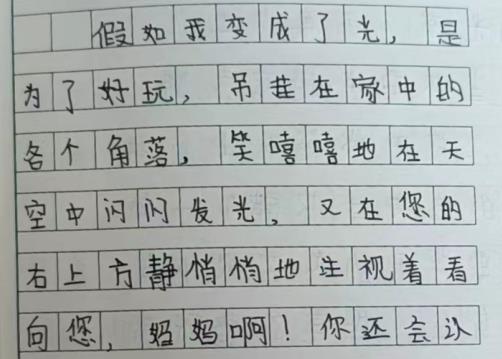 假如我变成了光,是
为了好玩,吊挂在家中的
各个角落,笑嘻嘻地在天
空中闪闪发光,又在您的
右上方静悄悄地注视着看
向您,妈妈啊!你还会认